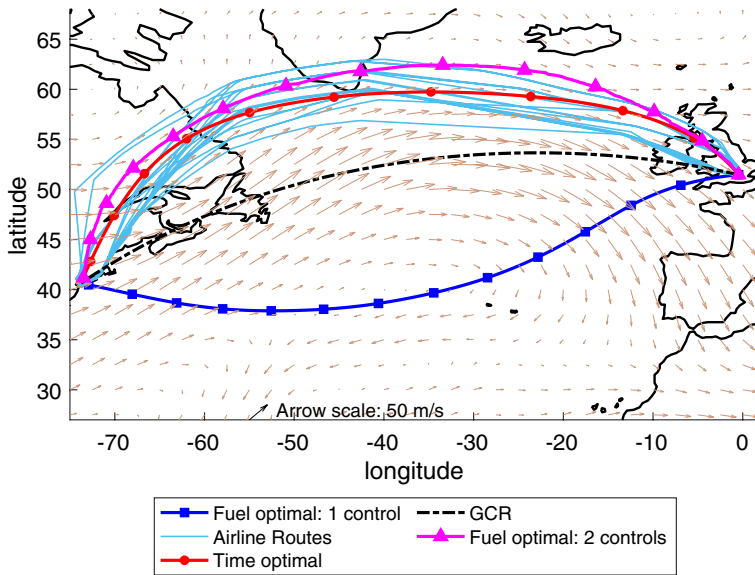 65
60
55
50
45
40
35
30
latitude
Arrow scale: 50 m/s
-70 -60 -50 -40 -30 -20 -10 0
longitude
Fuel optimal: 1 control GCR
Airline Routes Fuel optimal: 2 controls
Time optimal